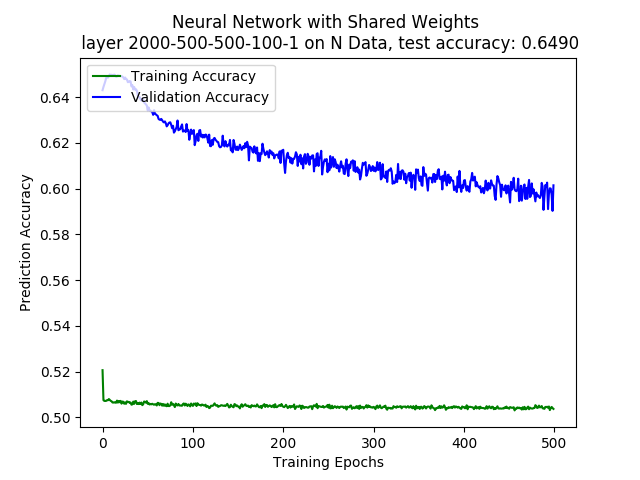 Neural Network with Shared Weights
layer 2000-500-500-100-1 on N Data, test accuracy: 0.6490
Training Accuracy
Validation Accuracy
Prediction Accuracy
0.64
0.62
0.60
0.58
0.56
0.54
0.52
0.50
0 100 200 300 400 500
Training Epochs